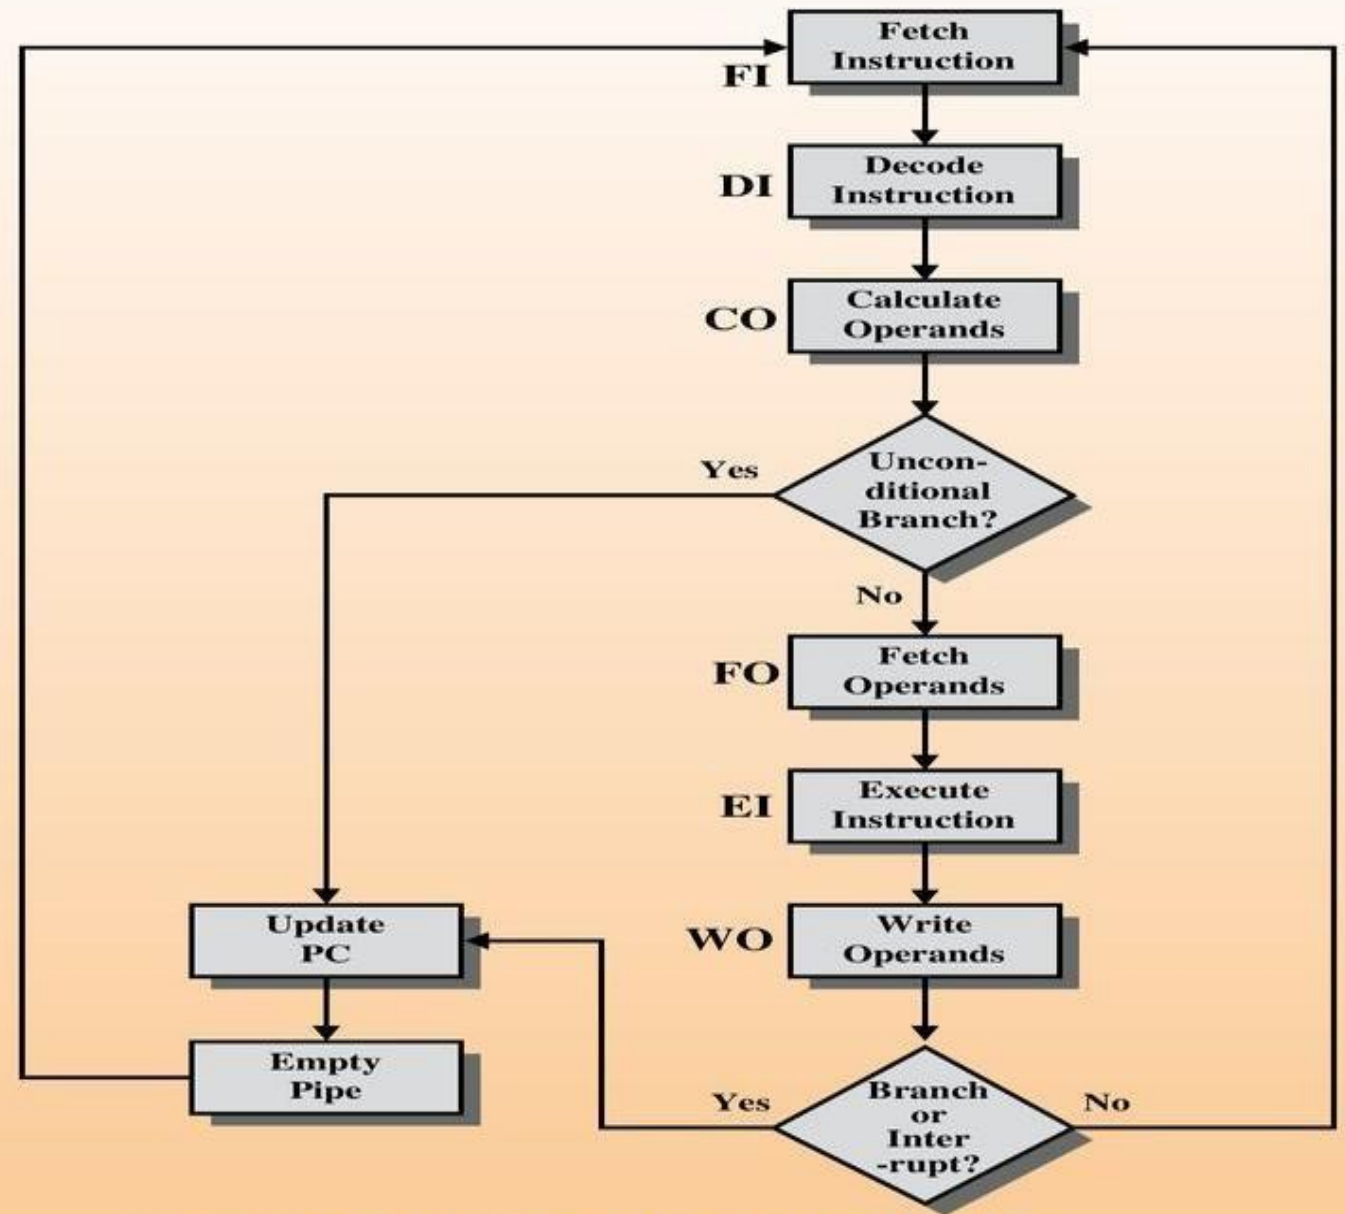 Fetch
Instruction
FI
Decode
Instruction
DI
Calculate
Operands
CO
Uncon-
ditional
Branch?
Yes
No
Fetch
Operands
FO
Execute
Instruction
EI
Update
PC
WO
Write
Operands
Empty
Pipe
Yes
Branch
or
Inter
-rupt?
No